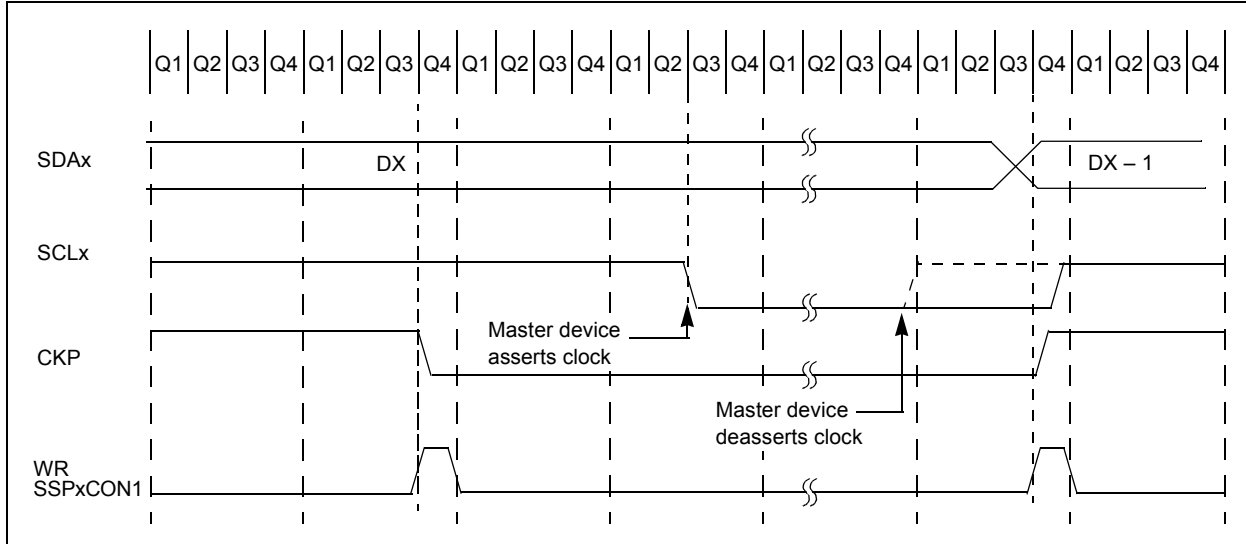 Q1 Q2 Q3 Q4 Q1 Q2 Q3 Q4 Q1 Q2 Q3 Q4 Q1 Q2 Q3 Q4 Q1 Q2 Q3 Q4 Q1 Q2 Q3 Q4 Q1 Q2 Q3 Q4
SDAx
DX
DX – 1
SCLx
Master device
asserts clock
CKP
Master device
deasserts clock
WR
SSPxCON1